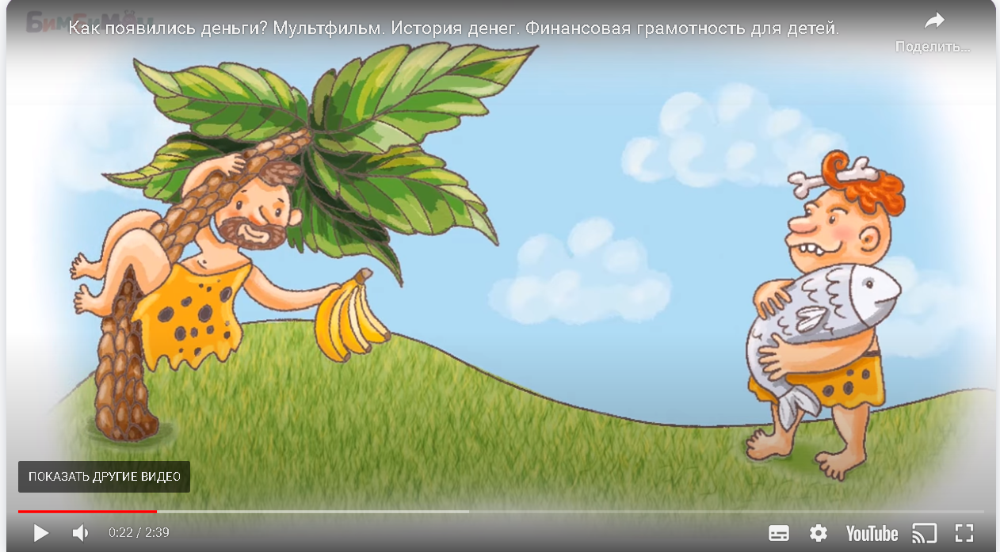 БимБиМон
Как появились деньги? Мультфильм. История денег. Финансовая грамотность для детей.
Поделить...
ПОКАЗАТЬ ДРУГИЕ ВИДЕО
0:22 / 2:39
YouTube